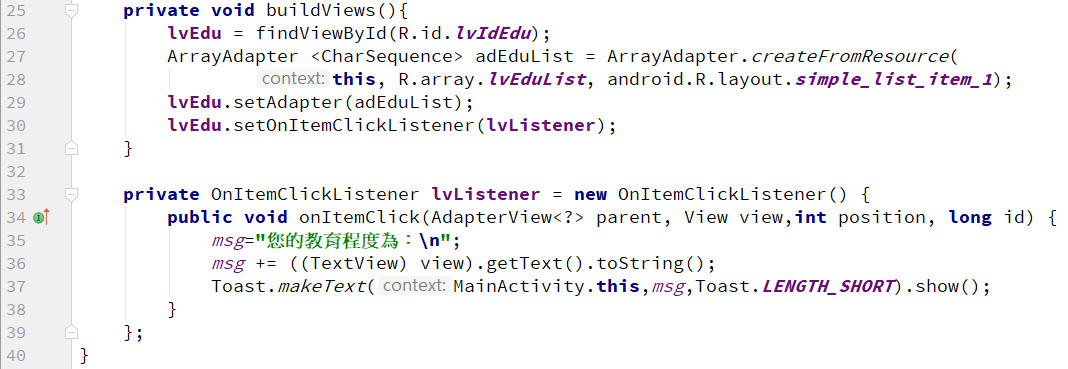 25 private void buildViews(){
26 lvEdu = findViewById(R.id.lvIdEdu);
27 ArrayAdapter <CharSequence> adEduList = ArrayAdapter.createFromResource(
28 context: this, R.array.lvEduList, android.R.layout.simple_list_item_1);
29 lvEdu.setAdapter(adEduList);
30 lvEdu.setOnItemClickListener(lvListener);
31 }
32
33 private OnItemClickListener lvListener = new OnItemClickListener() {
34 public void onItemClick(AdapterView<?> parent, View view,int position, long id) {
35 msg="您的教育程度為：\n";
36 msg += ((TextView) view).getText().toString();
37 Toast.makeText( context: MainActivity.this,msg,Toast.LENGTH_SHORT).show();
38 }
39 };
40 }